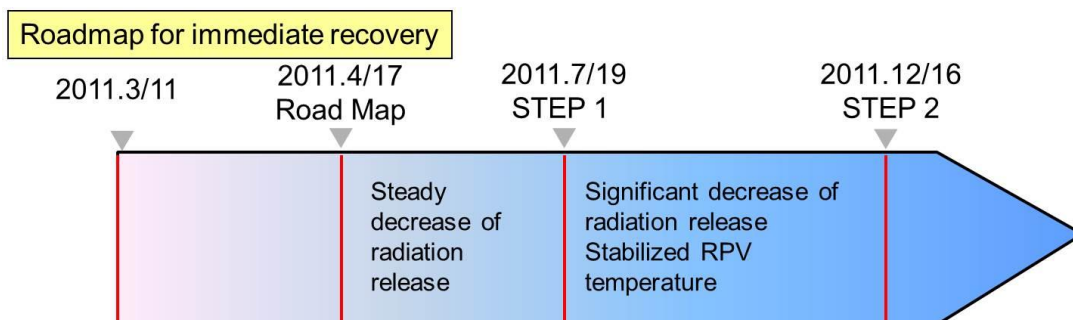 Roadmap for immediate recovery
2011.3/11
2011.4/17
Road Map
2011.7/19
STEP 1
2011.12/16
STEP 2
Steady
decrease of
radiation
release
Significant decrease of
radiation release
Stabilized RPV
temperature